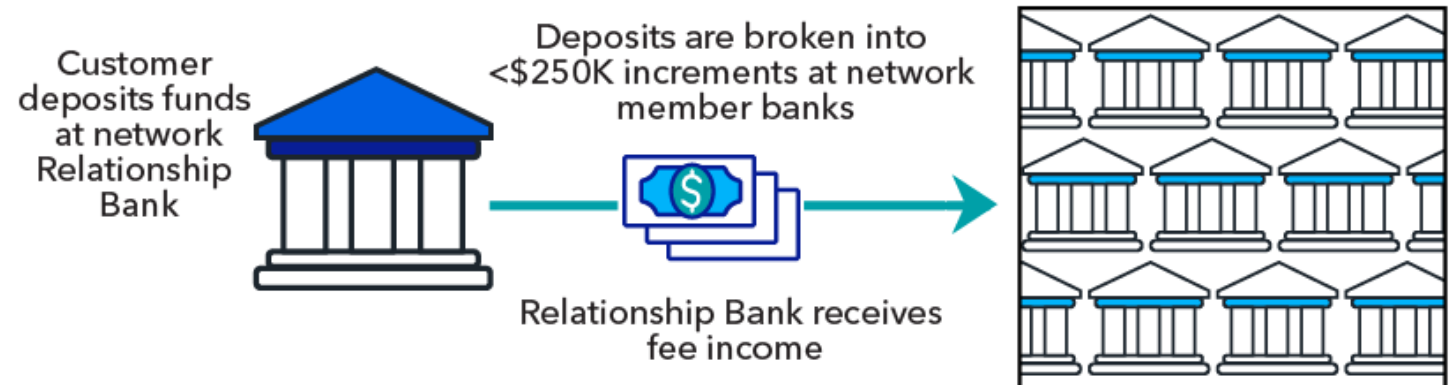 Customer
deposits funds
at network
Relationship
Bank
Deposits are broken into
<$250K increments at network
member banks
$
Relationship Bank receives
fee income